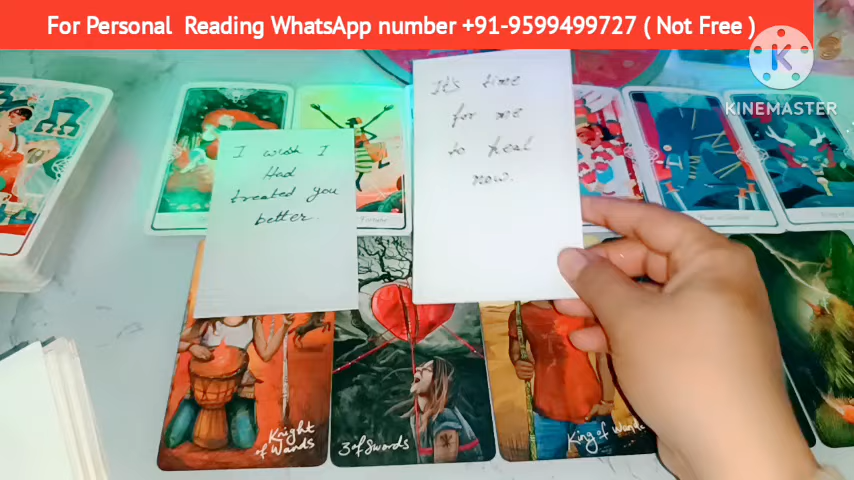 For Personal Reading WhatsApp number +91-9599499727 ( Not Free )
K
KINEMASTER
I wish I
Had
treated you
better.
It's time
for me
to heal
now.
Knight
of Wands
3 of Swords
King of Wands